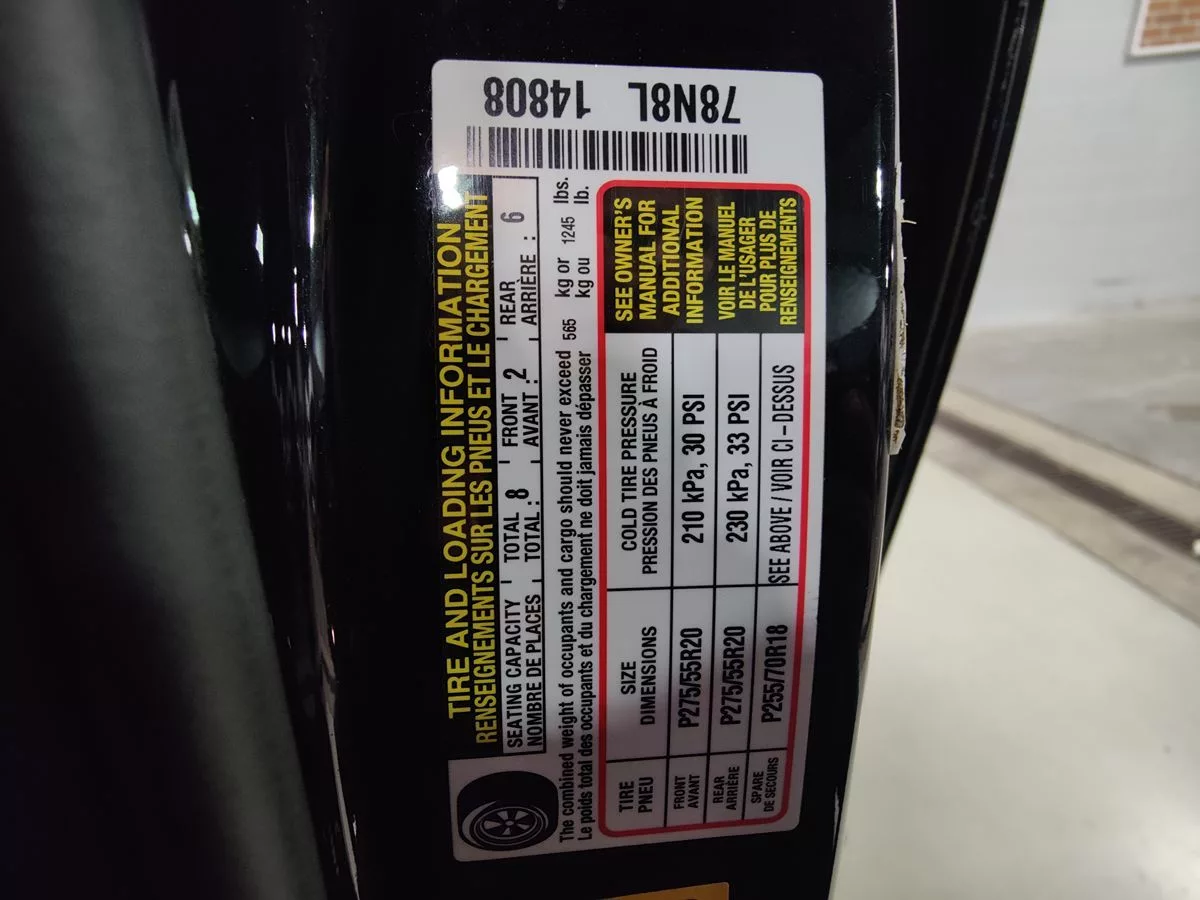 78N8L 14808
TIRE AND LOADING INFORMATION
RENSEIGNEMENTS SUR LES PNEUS ET LE CHARGEMENT
SEATING CAPACITY TOTAL 8 FRONT 2 REAR 6
NOMBRE DE PLACES TOTAL : AVANT : ARRIÈRE :
The combined weight of occupants and cargo should never exceed 565 kg or 1245 lbs.
Le poids total des occupants et du chargement ne doit jamais dépasser kg ou lb.
TIRE SIZE COLD TIRE PRESSURE
PNEU DIMENSIONS PRESSION DES PNEUS À FROID
FRONT P275/55R20 210 kPa, 30 PSI
AVANT
REAR P275/55R20 230 kPa, 33 PSI
ARRIÈRE
SPARE P255/70R18 SEE ABOVE / VOIR CI-DESSUS
DE SECOURS
SEE OWNER'S
MANUAL FOR
ADDITIONAL
INFORMATION
VOIR LE MANUEL
DE L'USAGER
POUR PLUS DE
RENSEIGNEMENTS